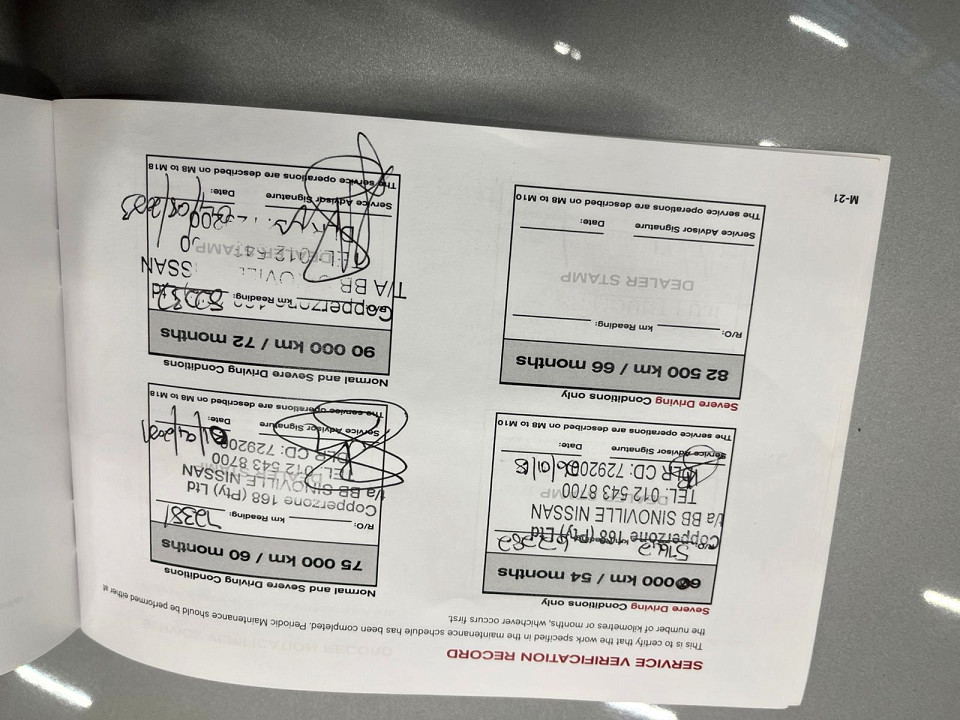 SERVICE VERIFICATION RECORD
This is to certify that the work specified in the maintenance schedule has been completed. Periodic Maintenance should be performed either at
the number of kilometres or months, whichever occurs first.
Severe Driving Conditions only
000 km / 54 months
R/O:
Copperzone 168 (Pty) Ltd
t/a BB SINOVILLE NISSAN
TEL: 012 543 8700
DLR CD: 729200
Service Advisor Signature Date:
The service operations are described on M8 to M10
Normal and Severe Driving Conditions
75 000 km / 60 months
R/O: km Reading: 72381
Copperzone 168 (Pty) Ltd
t/a BB SINOVILLE NISSAN
TEL: 012 543 8700
DLR CD: 729200
Service Advisor Signature Date:
The service operations are described on M8 to M18
Severe Driving Conditions only
82 500 km / 66 months
R/O: km Reading:
DEALER STAMP
Service Advisor Signature Date:
The service operations are described on M8 to M10
Normal and Severe Driving Conditions
90 000 km / 72 months
R/O: km Reading:
Copperzone
T/A BB
Service Advisor Signature Date:
The service operations are described on M8 to M18
M-21